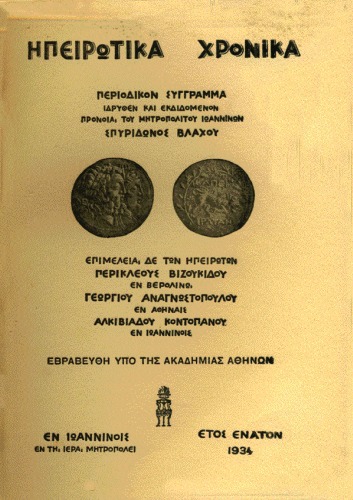 ΗΠΕΙΡΩΤΙΚΑ ΧΡΟΝΙΚΑ
ΠΕΡΙΟΔΙΚΟΝ ΣΥΓΓΡΑΜΜΑ
ΙΔΡΥΘΕΝ ΚΑΙ ΕΚΔΙΔΟΜΕΝΟΝ
ΠΡΟΝΟΙΑι ΤΟΥ ΜΗΤΡΟΠΟΛΙΤΟΥ ΙΩΑΝΝΙΝΩΝ
ΣΠΥΡΙΔΩΝΟΣ ΒΛΑΧΟΥ
ΕΠΙΜΕΛΕΙΑι ΔΕ ΤΩΝ ΗΠΕΙΡΩΤΩΝ
ΠΕΡΙΚΛΕΟΥΣ ΒΙΖΟΥΚΙΔΟΥ
ΕΝ ΒΕΡΟΛΙΝΩι
ΓΕΩΡΓΙΟΥ ΑΝΑΓΝΩΣΤΟΠΟΥΛΟΥ
ΕΝ ΑΘΗΝΑΙΣ
ΑΛΚΙΒΙΑΔΟΥ ΚΟΝΤΟΠΑΝΟΥ
ΕΝ ΙΩΑΝΝΙΝΟΙΣ
ΕΒΡΑΒΕΥΘΗ ΥΠΟ ΤΗΣ ΑΚΑΔΗΜΙΑΣ ΑΘΗΝΩΝ
ΕΝ ΙΩΑΝΝΙΝΟΙΣ
ΕΝ ΤΗι ΙΕΡΑι ΜΗΤΡΟΠΟΛΕΙ
ΕΤΟΣ ΕΝΑΤΟΝ
1934